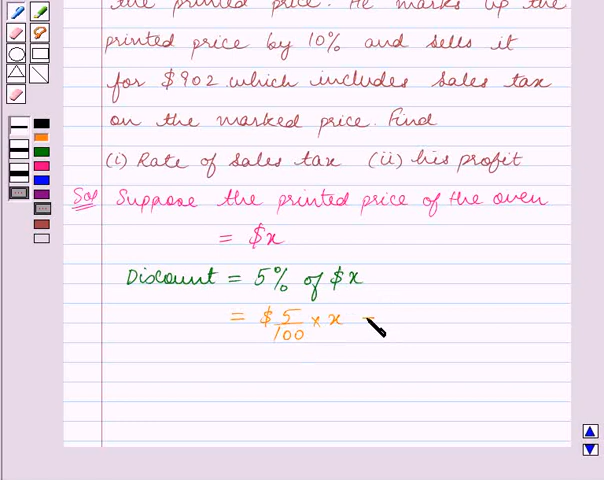 the printed price. He marks up the
printed price by 10% and sells it
for $902 which includes sales tax
on the marked price. Find
(i) Rate of sales tax (ii) his profit
Sol Suppose the printed price of the oven
= $x
Discount = 5% of $x
= $ 5/100 × x =